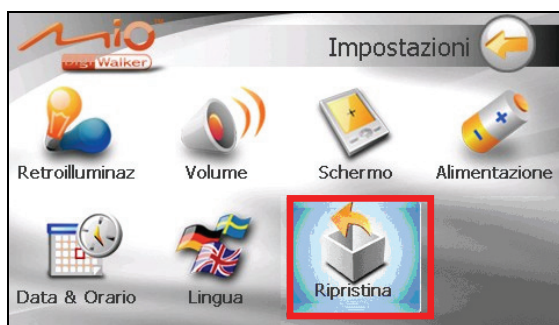 Mio
DigiWalker
Impostazioni
Retroilluminaz
Volume
Schermo
Alimentazione
Data & Orario
Lingua
Ripristina